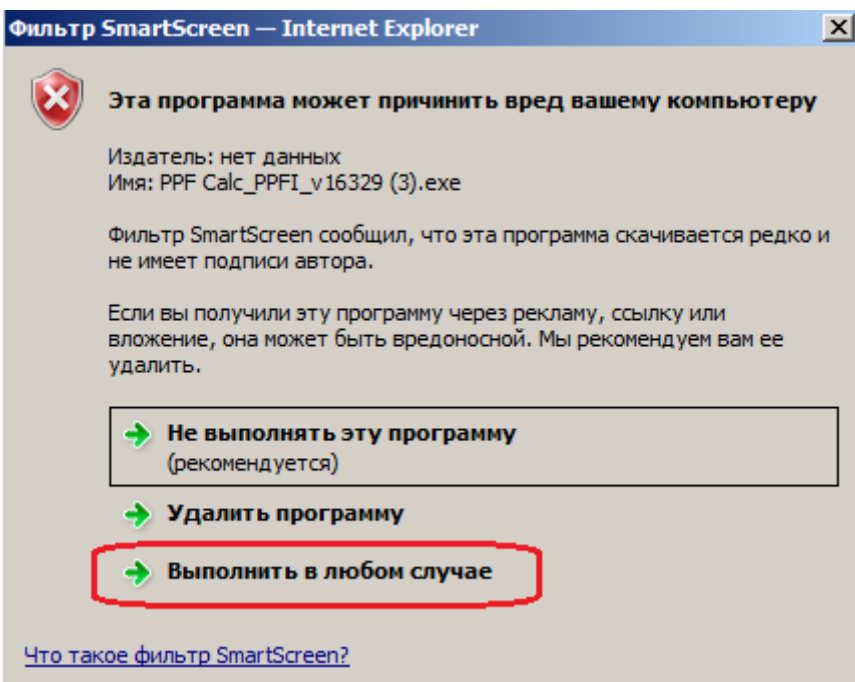 Фильтр SmartScreen — Internet Explorer
Эта программа может причинить вред вашему компьютеру
Издатель: нет данных
Имя: PPF Calc_PPFI_v16329 (3).exe
Фильтр SmartScreen сообщил, что эта программа скачивается редко и
не имеет подписи автора.
Если вы получили эту программу через рекламу, ссылку или
вложение, она может быть вредоносной. Мы рекомендуем вам ее
удалить.
Не выполнять эту программу
(рекомендуется)
Удалить программу
Выполнить в любом случае
Что такое фильтр SmartScreen?